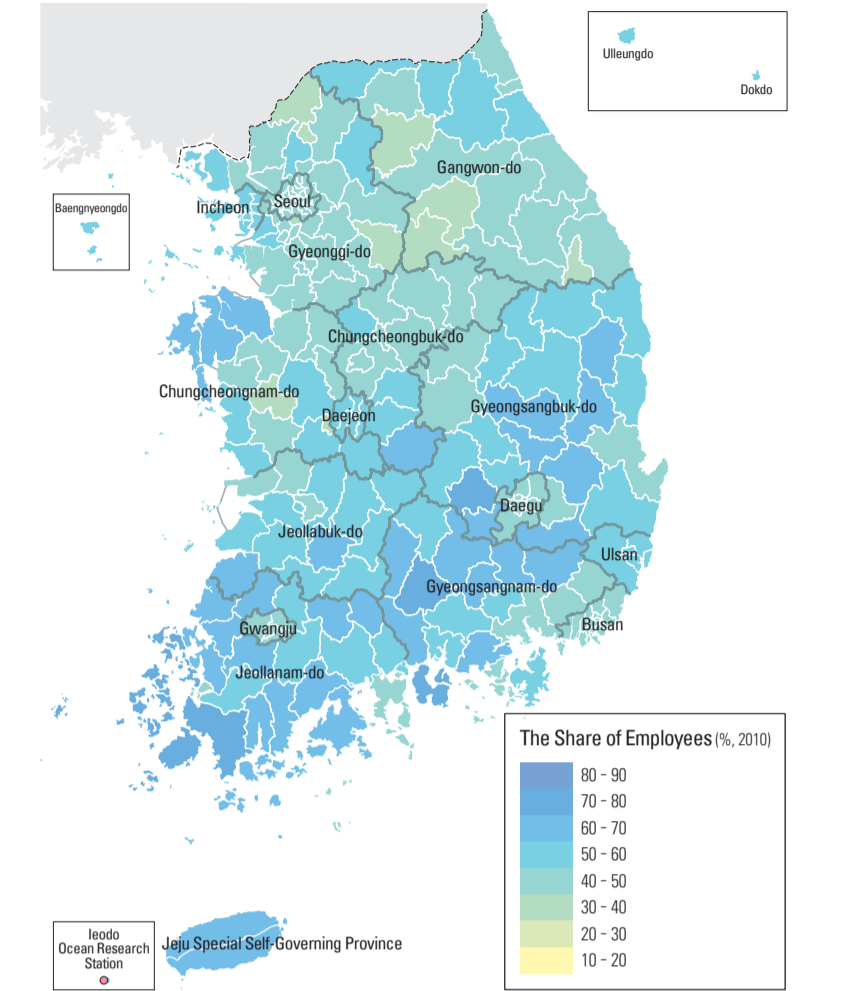 Ulleungdo
Dokdo
Gangwon-do
Baengnyeongdo
Incheon
Seoul
Gyeonggi-do
Chungcheongbuk-do
Chungcheongnam-do
Daejeon
Gyeongsangbuk-do
Daegu
Jeollabuk-do
Ulsan
Gyeongsangnam-do
Gwangju
Busan
Jeollanam-do
The Share of Employees (%, 2010)
80 - 90
70 - 80
60 - 70
50 - 60
40 - 50
30 - 40
20 - 30
10 - 20
Ieodo
Ocean Research
Station
Jeju Special Self-Governing Province